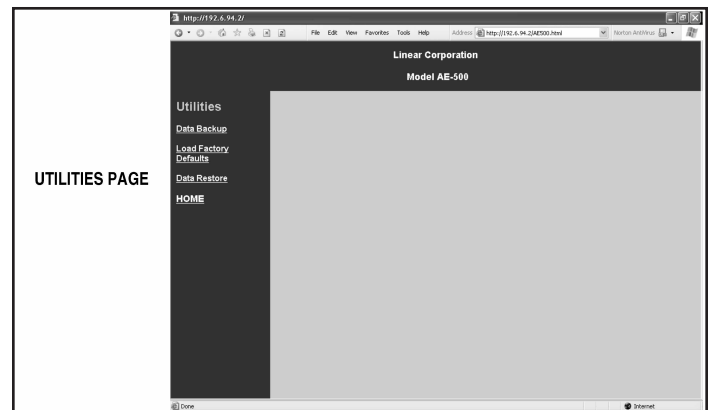 http://192.6.94.2/
File Edit View Favorites Tools Help Address http://192.6.94.2/AE500.html Norton AntiVirus
Linear Corporation
Model AE-500
Utilities
Data Backup
Load Factory
Defaults
Data Restore
HOME
UTILITIES PAGE
Done
Internet